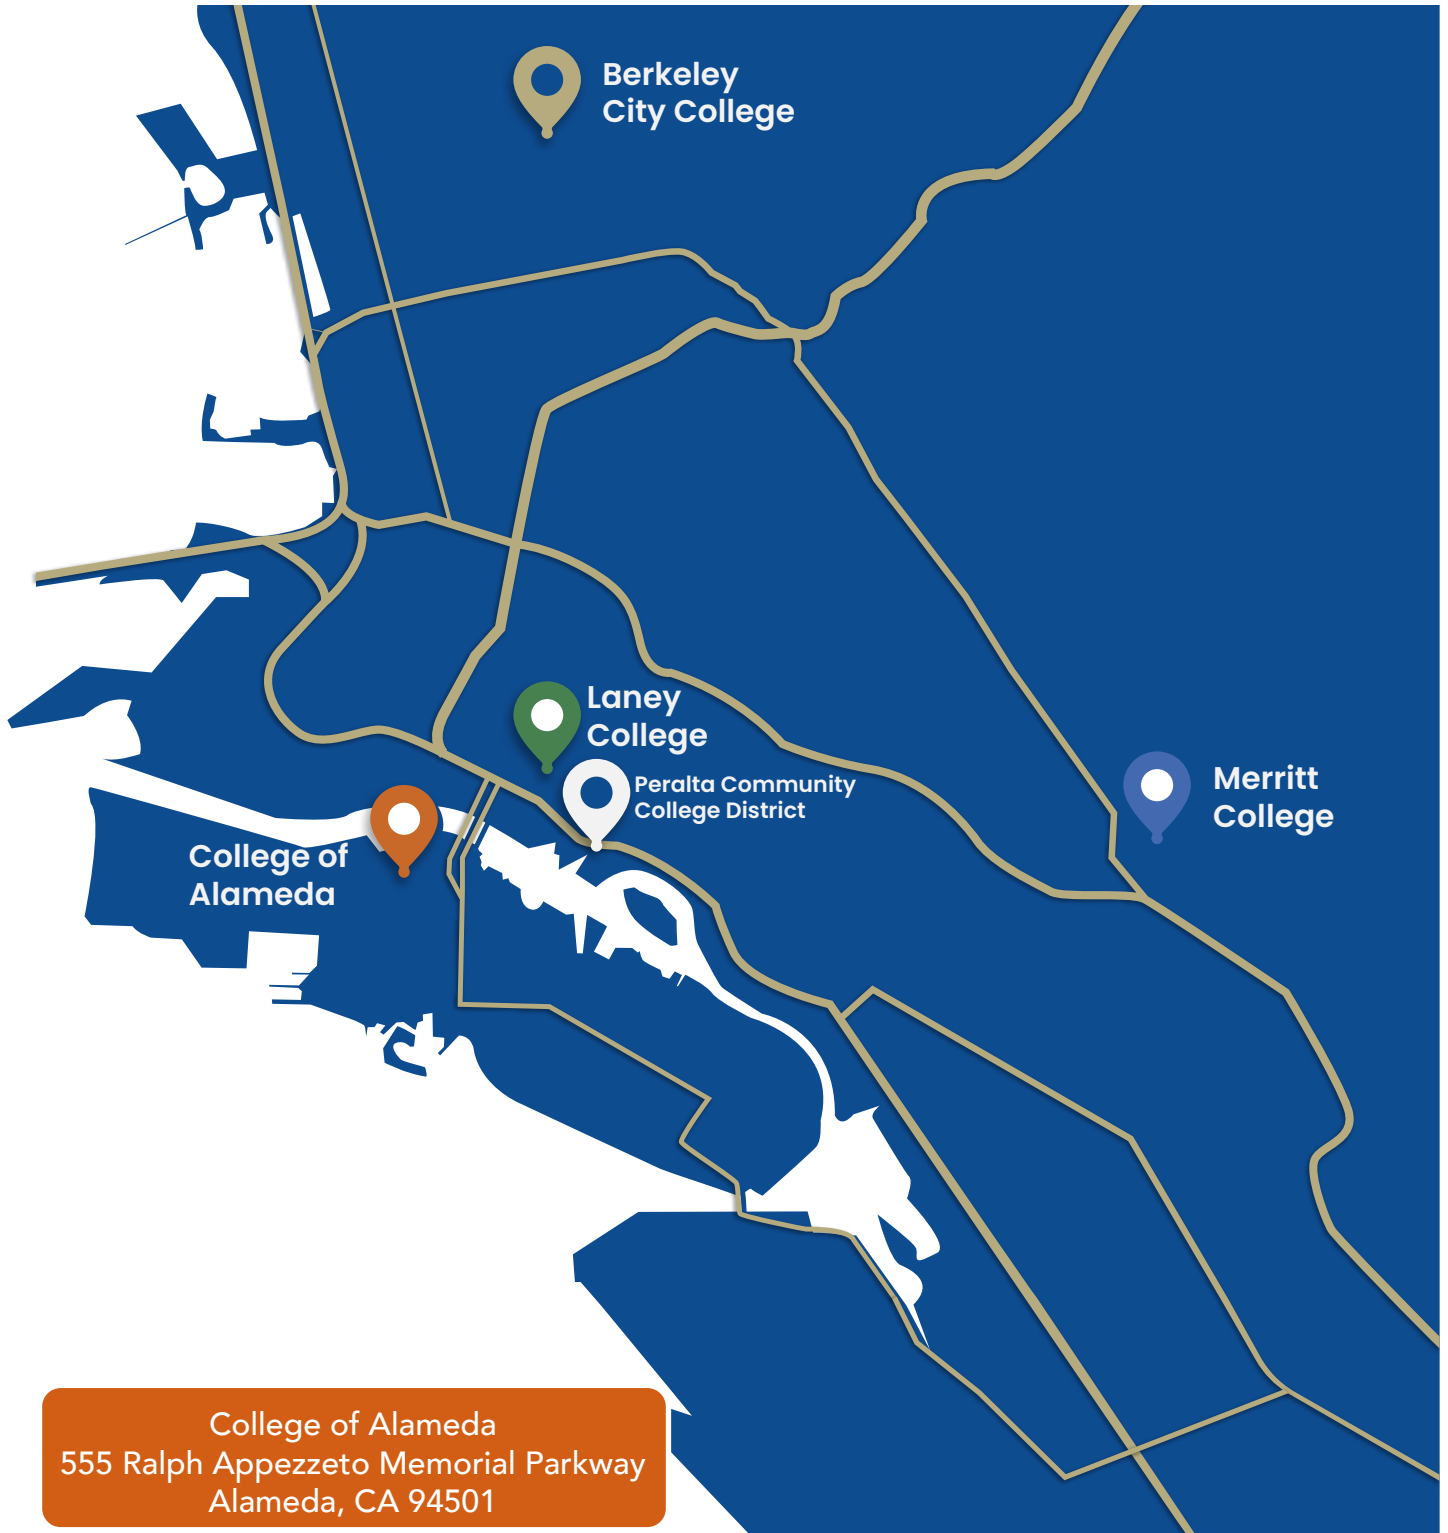 Berkeley
City College
Laney
College
Peralta Community
College District
Merritt
College
College of
Alameda
College of Alameda
555 Ralph Appezzeto Memorial Parkway
Alameda, CA 94501